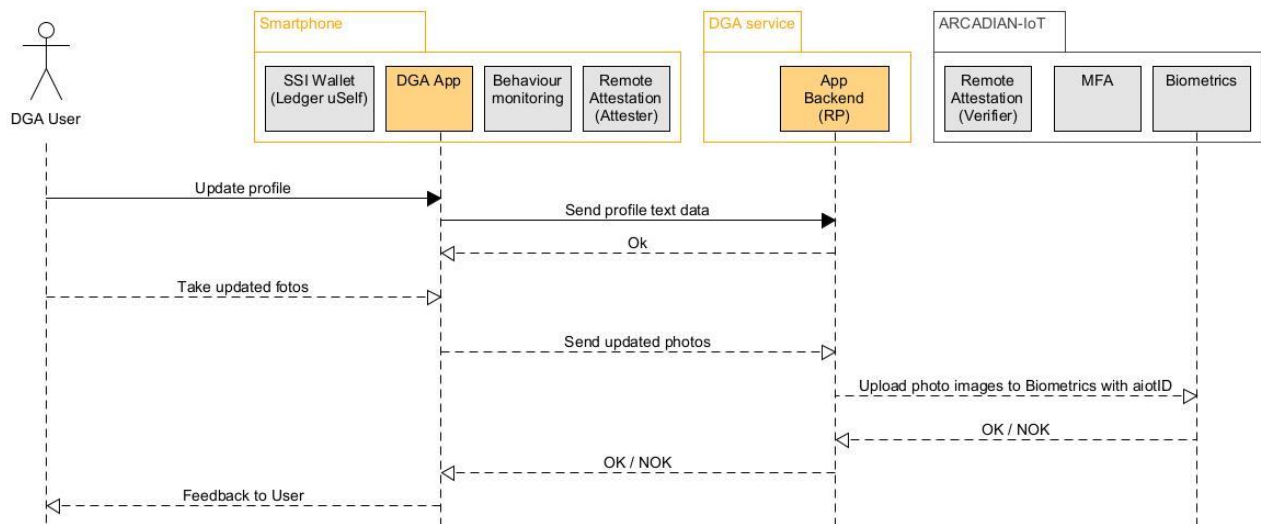 Smartphone
DGA service
ARCADIAN-IoT
SSI Wallet
(Ledger uSelf)
DGA App
Behaviour
monitoring
Remote
Attestation
(Attester)
App
Backend
(RP)
Remote
Attestation
(Verifier)
MFA
Biometrics
DGA User
Update profile
Send profile text data
Ok
Take updated fotos
Send updated photos
Upload photo images to Biometrics with aiotID
OK / NOK
OK / NOK
Feedback to User